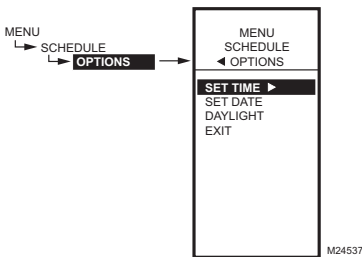 MENU
SCHEDULE
OPTIONS
MENU
SCHEDULE
◄ OPTIONS
SET TIME ►
SET DATE
DAYLIGHT
EXIT
M24537